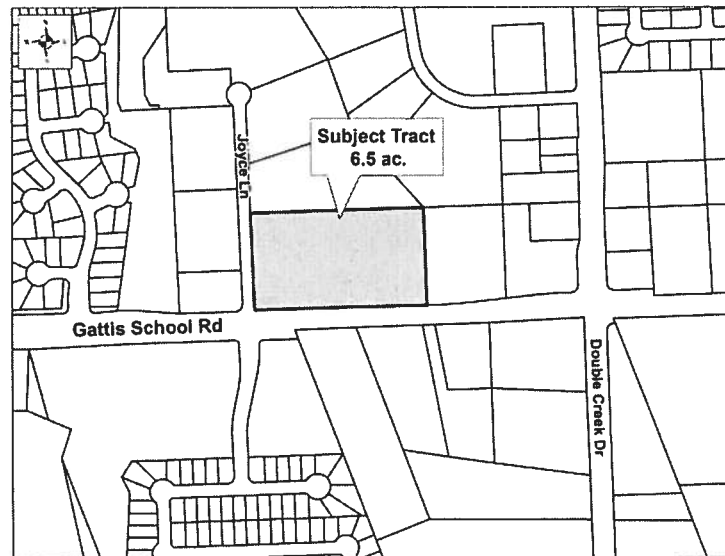 Joyce Ln
Subject Tract
6.5 ac.
Gattis School Rd
Double Creek Dr